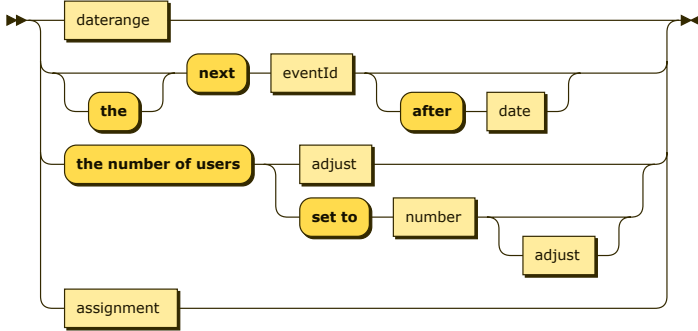 daterange
next eventId
the after date
the number of users adjust
set to number
adjust
assignment